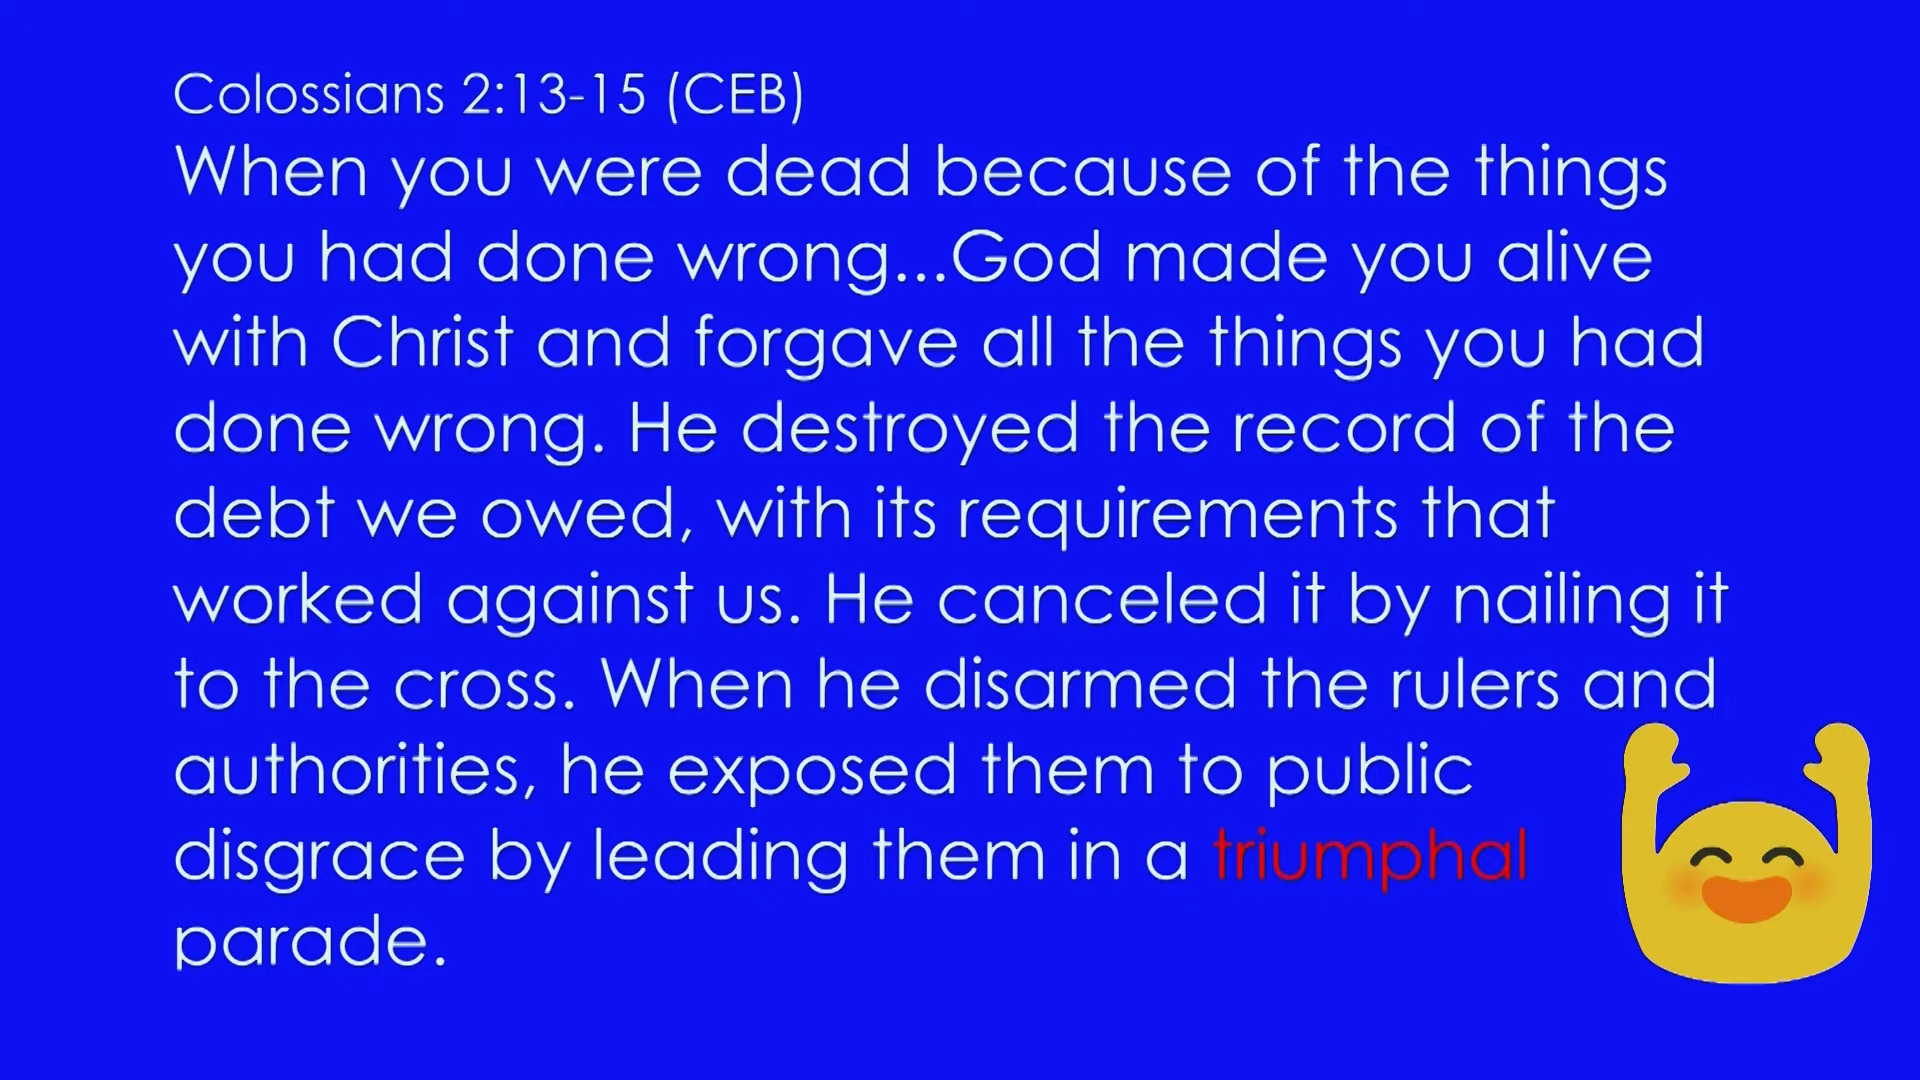 Colossians 2:13-15 (CEB)
When you were dead because of the things
you had done wrong...God made you alive
with Christ and forgave all the things you had
done wrong. He destroyed the record of the
debt we owed, with its requirements that
worked against us. He canceled it by nailing it
to the cross. When he disarmed the rulers and
authorities, he exposed them to public
disgrace by leading them in a triumphal
parade.